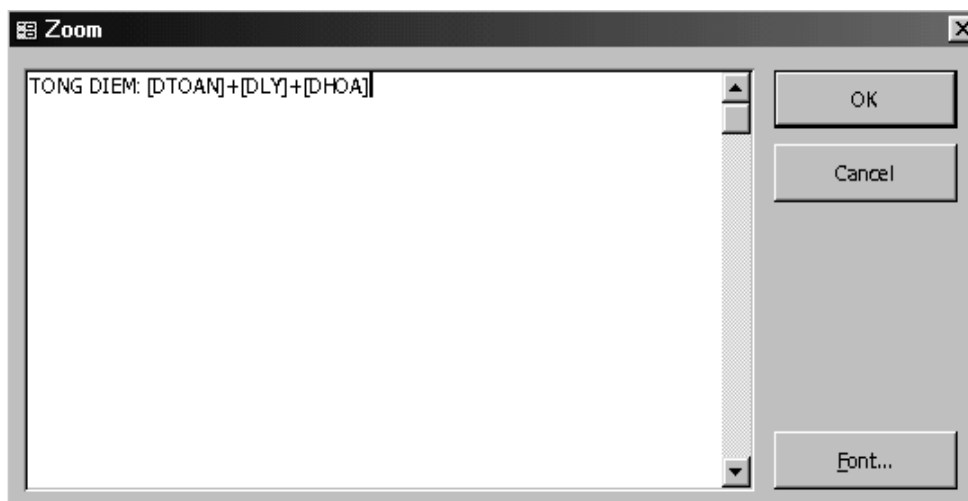 Zoom
TONG DIEM: [DTOAN]+[DLY]+[DHOA]
OK
Cancel
Font...